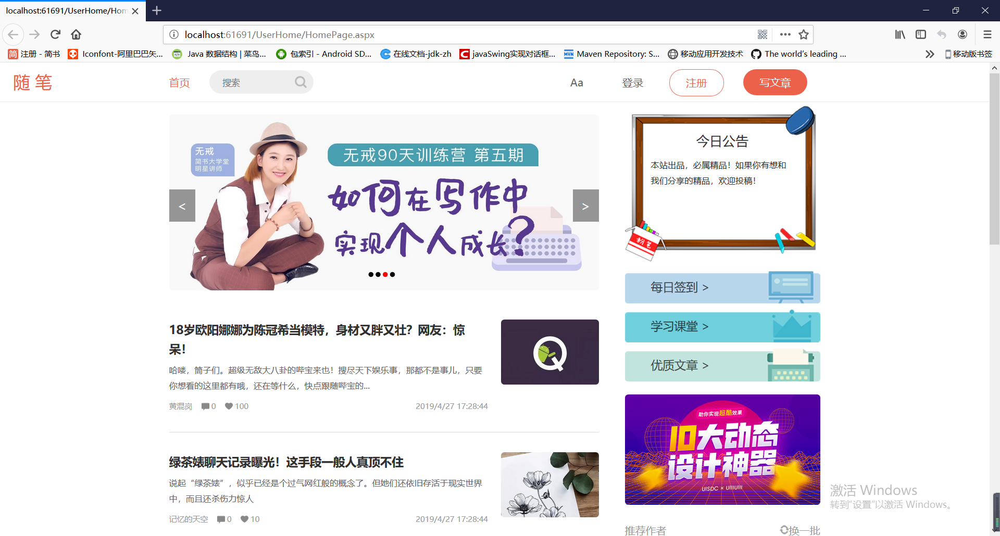 localhost:61691/UserHome/Hom
localhost:61691/UserHome/HomePage.aspx
简 注册 - 简书
Iconfont-阿里巴巴矢...
Java 数据结构 | 菜鸟...
包索引 - Android SD...
在线文档-jdk-zh
javaSwing实现对话框...
MVN Maven Repository: S...
移动应用开发技术
The world's leading ...
移动版书签
随 笔
首页
搜索
Aa
登录
注册
写文章
无戒
简书大学堂
明星讲师
无戒90天训练营 第五期
如何在写作中
实现个人成长?
<
>
今日公告
本站出品，必属精品！如果你有想和
我们分享的精品，欢迎投稿！
粉笔
每日签到 >
学习课堂 >
优质文章 >
18岁欧阳娜娜为陈冠希当模特，身材又胖又壮？网友：惊
呆！
哈喽，简子们。超级无敌大八卦的哔宝来也！搜尽天下娱乐事，那都不是事儿，只要
你想看的这里都有哦，还在等什么，快点跟随哔宝的...
黄混岗 0 100 2019/4/27 17:28:44
绿茶婊聊天记录曝光！这手段一般人真顶不住
说起“绿茶婊”，似乎已经是个过气网红般的概念了。但她们还依旧存活于现实世界
中，而且还杀伤力惊人
记忆的天空 0 10 2019/4/27 17:28:44
助你实现超酷效果
10大动态
设计神器
UISDC × UIIIUIII
推荐作者
换一批
激活 Windows
转到“设置”以激活 Windows。